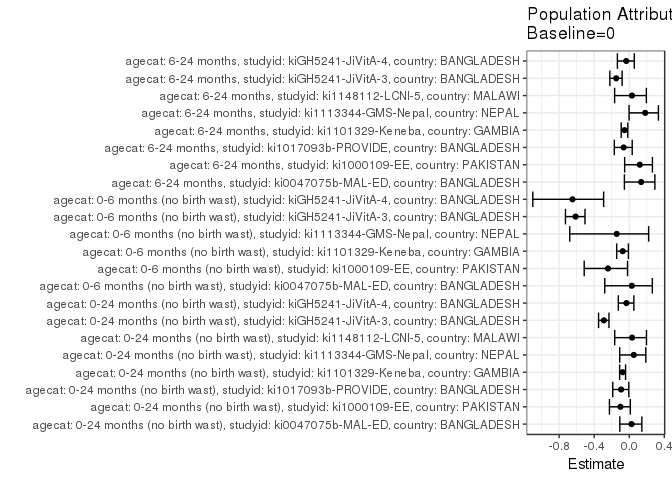 Population Attribut
Baseline=0
agecat: 6-24 months, studyid: kiGH5241-JiVitA-4, country: BANGLADESH
agecat: 6-24 months, studyid: kiGH5241-JiVitA-3, country: BANGLADESH
agecat: 6-24 months, studyid: ki1148112-LCNI-5, country: MALAWI
agecat: 6-24 months, studyid: ki1113344-GMS-Nepal, country: NEPAL
agecat: 6-24 months, studyid: ki1101329-Keneba, country: GAMBIA
agecat: 6-24 months, studyid: ki1017093b-PROVIDE, country: BANGLADESH
agecat: 6-24 months, studyid: ki1000109-EE, country: PAKISTAN
agecat: 6-24 months, studyid: ki0047075b-MAL-ED, country: BANGLADESH
agecat: 0-6 months (no birth wast), studyid: kiGH5241-JiVitA-4, country: BANGLADESH
agecat: 0-6 months (no birth wast), studyid: kiGH5241-JiVitA-3, country: BANGLADESH
agecat: 0-6 months (no birth wast), studyid: ki1113344-GMS-Nepal, country: NEPAL
agecat: 0-6 months (no birth wast), studyid: ki1101329-Keneba, country: GAMBIA
agecat: 0-6 months (no birth wast), studyid: ki1000109-EE, country: PAKISTAN
agecat: 0-6 months (no birth wast), studyid: ki0047075b-MAL-ED, country: BANGLADESH
agecat: 0-24 months (no birth wast), studyid: kiGH5241-JiVitA-4, country: BANGLADESH
agecat: 0-24 months (no birth wast), studyid: kiGH5241-JiVitA-3, country: BANGLADESH
agecat: 0-24 months (no birth wast), studyid: ki1148112-LCNI-5, country: MALAWI
agecat: 0-24 months (no birth wast), studyid: ki1113344-GMS-Nepal, country: NEPAL
agecat: 0-24 months (no birth wast), studyid: ki1101329-Keneba, country: GAMBIA
agecat: 0-24 months (no birth wast), studyid: ki1017093b-PROVIDE, country: BANGLADESH
agecat: 0-24 months (no birth wast), studyid: ki1000109-EE, country: PAKISTAN
agecat: 0-24 months (no birth wast), studyid: ki0047075b-MAL-ED, country: BANGLADESH
-0.8 -0.4 0.0 0.4
Estimate